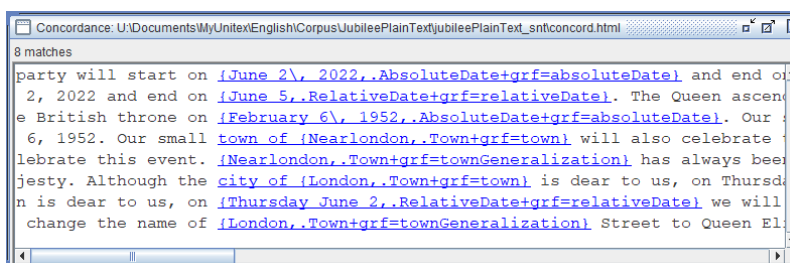 Concordance: U:\Documents\MyUnitex\English\Corpus\JubileePlainText\jubileePlainText_snt\concord.html
8 matches
party will start on {June 2\, 2022,.AbsoluteDate+grf=absoluteDate} and end on
2, 2022 and end on {June 5,.RelativeDate+grf=relativeDate}. The Queen ascen
e British throne on {February 6\, 1952,.AbsoluteDate+grf=absoluteDate}. Our s
6, 1952. Our small town of {Nearlondon,.Town+grf=town} will also celebrate t
lebrate this event. {Nearlondon,.Town+grf=townGeneralization} has always been
jesty. Although the city of {London,.Town+grf=town} is dear to us, on Thursda
n is dear to us, on {Thursday June 2,.RelativeDate+grf=relativeDate} we will
change the name of {London,.Town+grf=townGeneralization} Street to Queen Eli